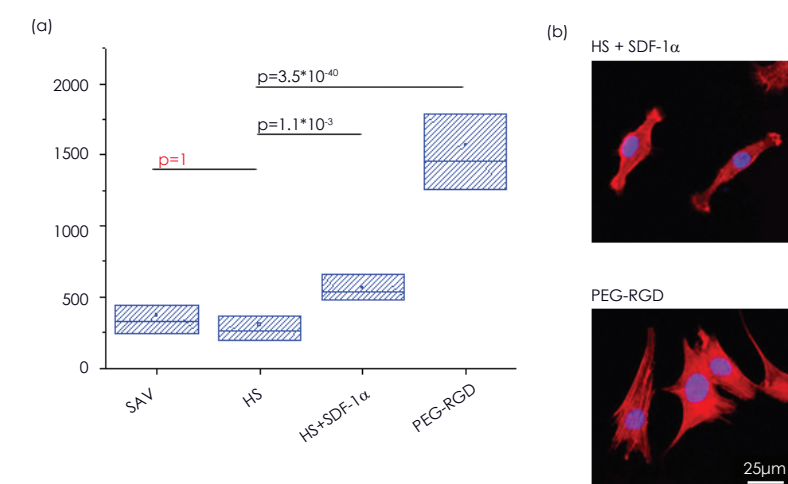 (a)
2000
1500
1000
500
0
p=3.5*10-40
p=1.1*10-3
p=1
SAV
HS
HS+SDF-1α
PEG-RGD
(b)
HS + SDF-1α
PEG-RGD
25µm